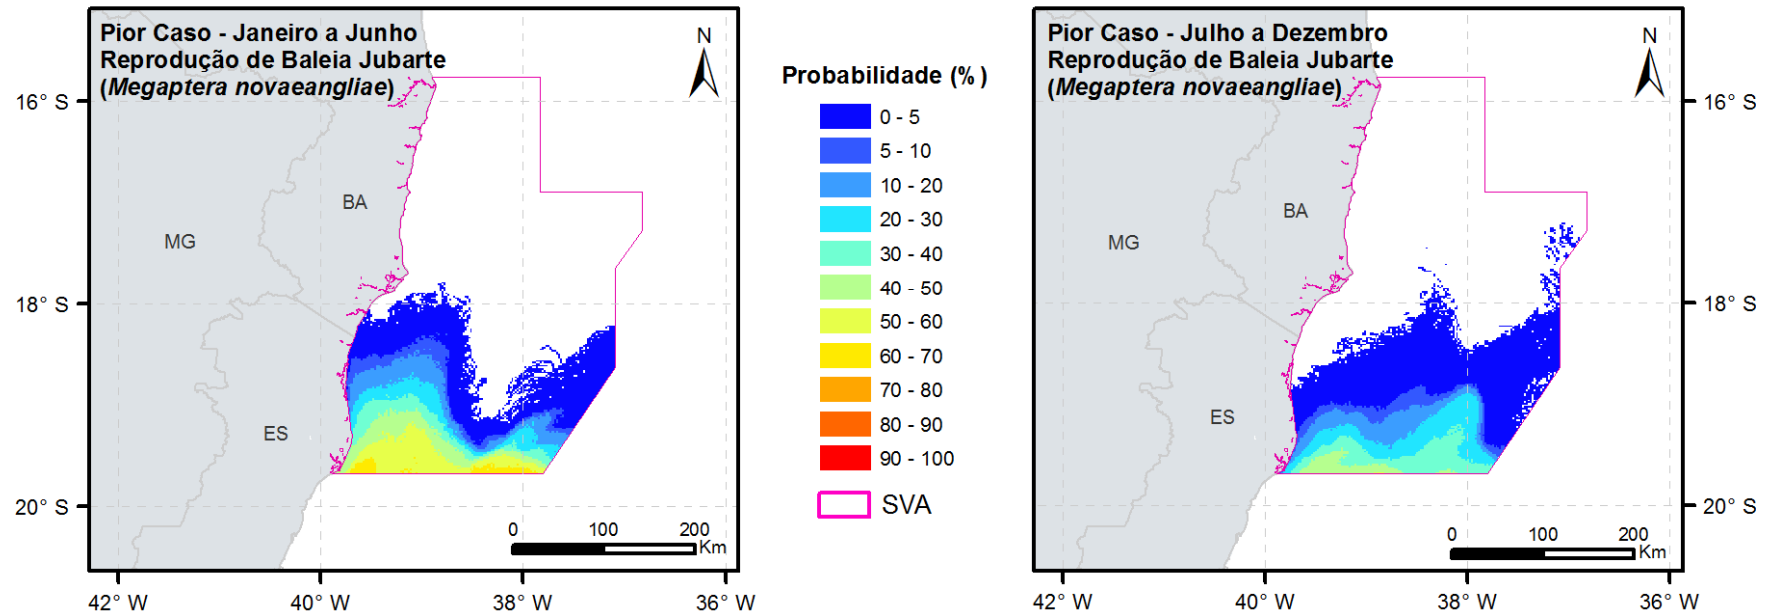 Pior Caso - Janeiro a Junho
Reprodução de Baleia Jubarte
(Megaptera novaeangliae)
N
16° S
18° S
20° S
BA
MG
ES
0 100 200
Km
42° W 40° W 38° W 36° W
Probabilidade (%)
0 - 5
5 - 10
10 - 20
20 - 30
30 - 40
40 - 50
50 - 60
60 - 70
70 - 80
80 - 90
90 - 100
SVA
Pior Caso - Julho a Dezembro
Reprodução de Baleia Jubarte
(Megaptera novaeangliae)
N
16° S
18° S
20° S
BA
MG
ES
0 100 200
Km
42° W 40° W 38° W 36° W